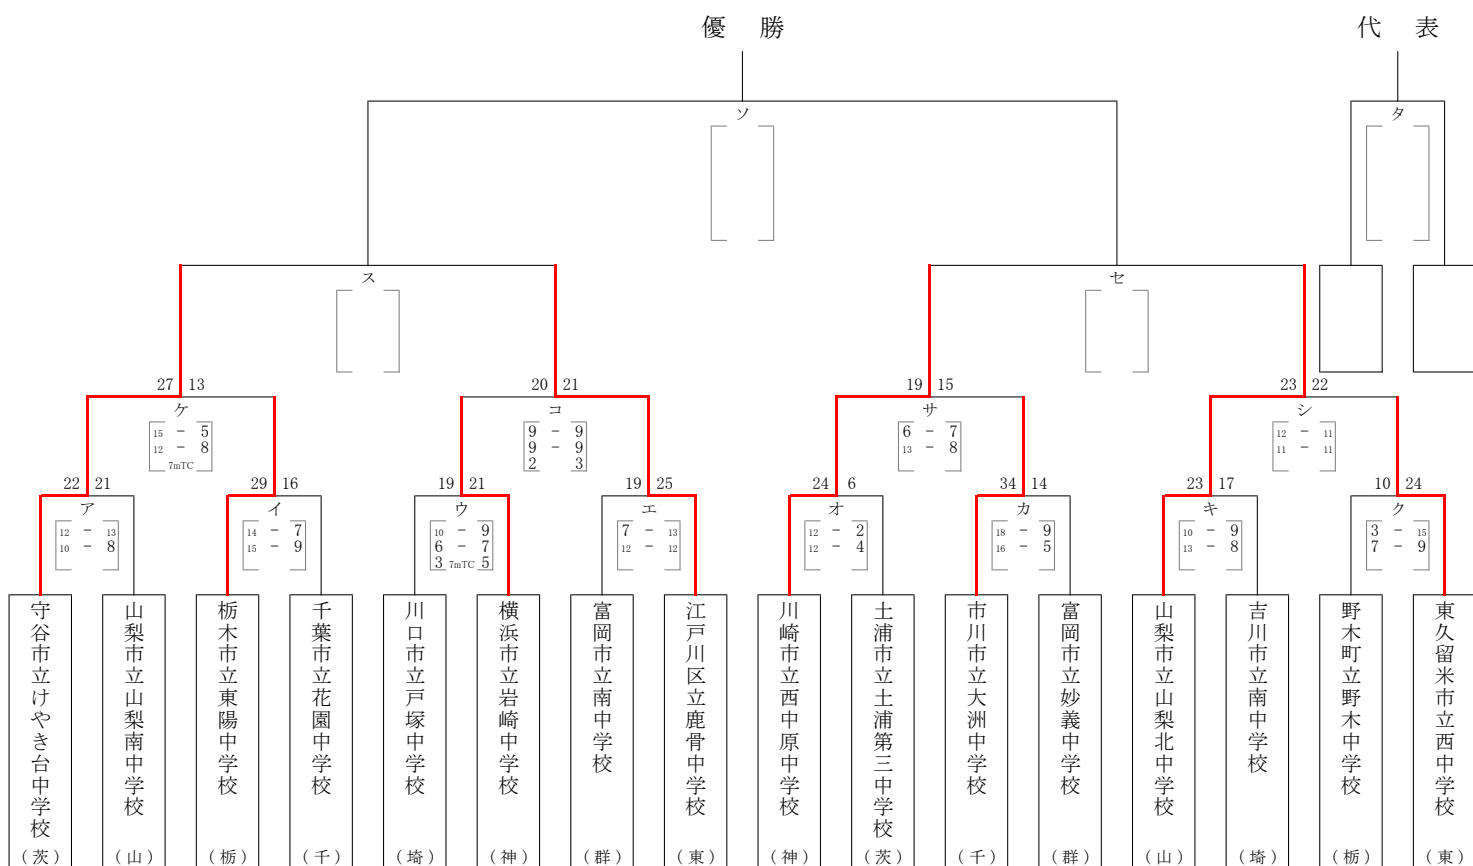 優　勝
代　表
ソ
タ
ス
セ
27 13
20 21
19 15
23 22
ケ
コ
サ
シ
15 - 5
12 - 8
7mTC
9 - 9
9 - 9
2 3
6 - 7
13 - 8
12 - 11
11 - 11
22 21
29 16
19 21
19 25
24 6
34 14
23 17
10 24
ア
イ
ウ
エ
オ
カ
キ
ク
12 - 13
10 - 8
14 - 7
15 - 9
10 - 9
6 - 7
3 7mTC 5
7 - 13
12 - 12
12 - 2
12 - 4
18 - 9
16 - 5
10 - 9
13 - 8
3 - 15
7 - 9
守谷市立けやき台中学校
（茨）
山梨市立山梨南中学校
（山）
栃木市立東陽中学校
（栃）
千葉市立花園中学校
（千）
川口市立戸塚中学校
（埼）
横浜市立岩崎中学校
（神）
富岡市立南中学校
（群）
江戸川区立鹿骨中学校
（東）
川崎市立西中原中学校
（神）
土浦市立土浦第三中学校
（茨）
市川市立大洲中学校
（千）
富岡市立妙義中学校
（群）
山梨市立山梨北中学校
（山）
吉川市立南中学校
（埼）
野木町立野木中学校
（栃）
東久留米市立西中学校
（東）